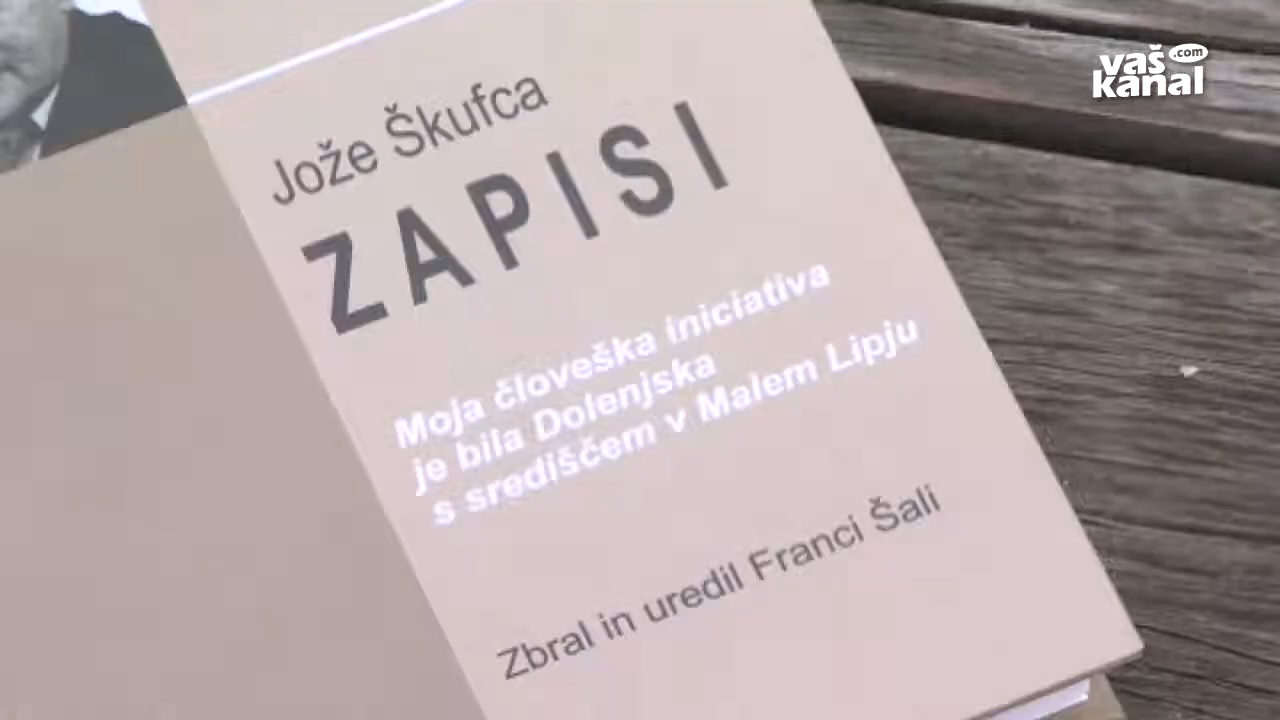 vaš .com
kanal
Jože Škufca
ZAPISI
Moja človeška iniciativa
je bila Dolenjska
s središčem v Malem Lipju
Zbral in uredil Franci Šali